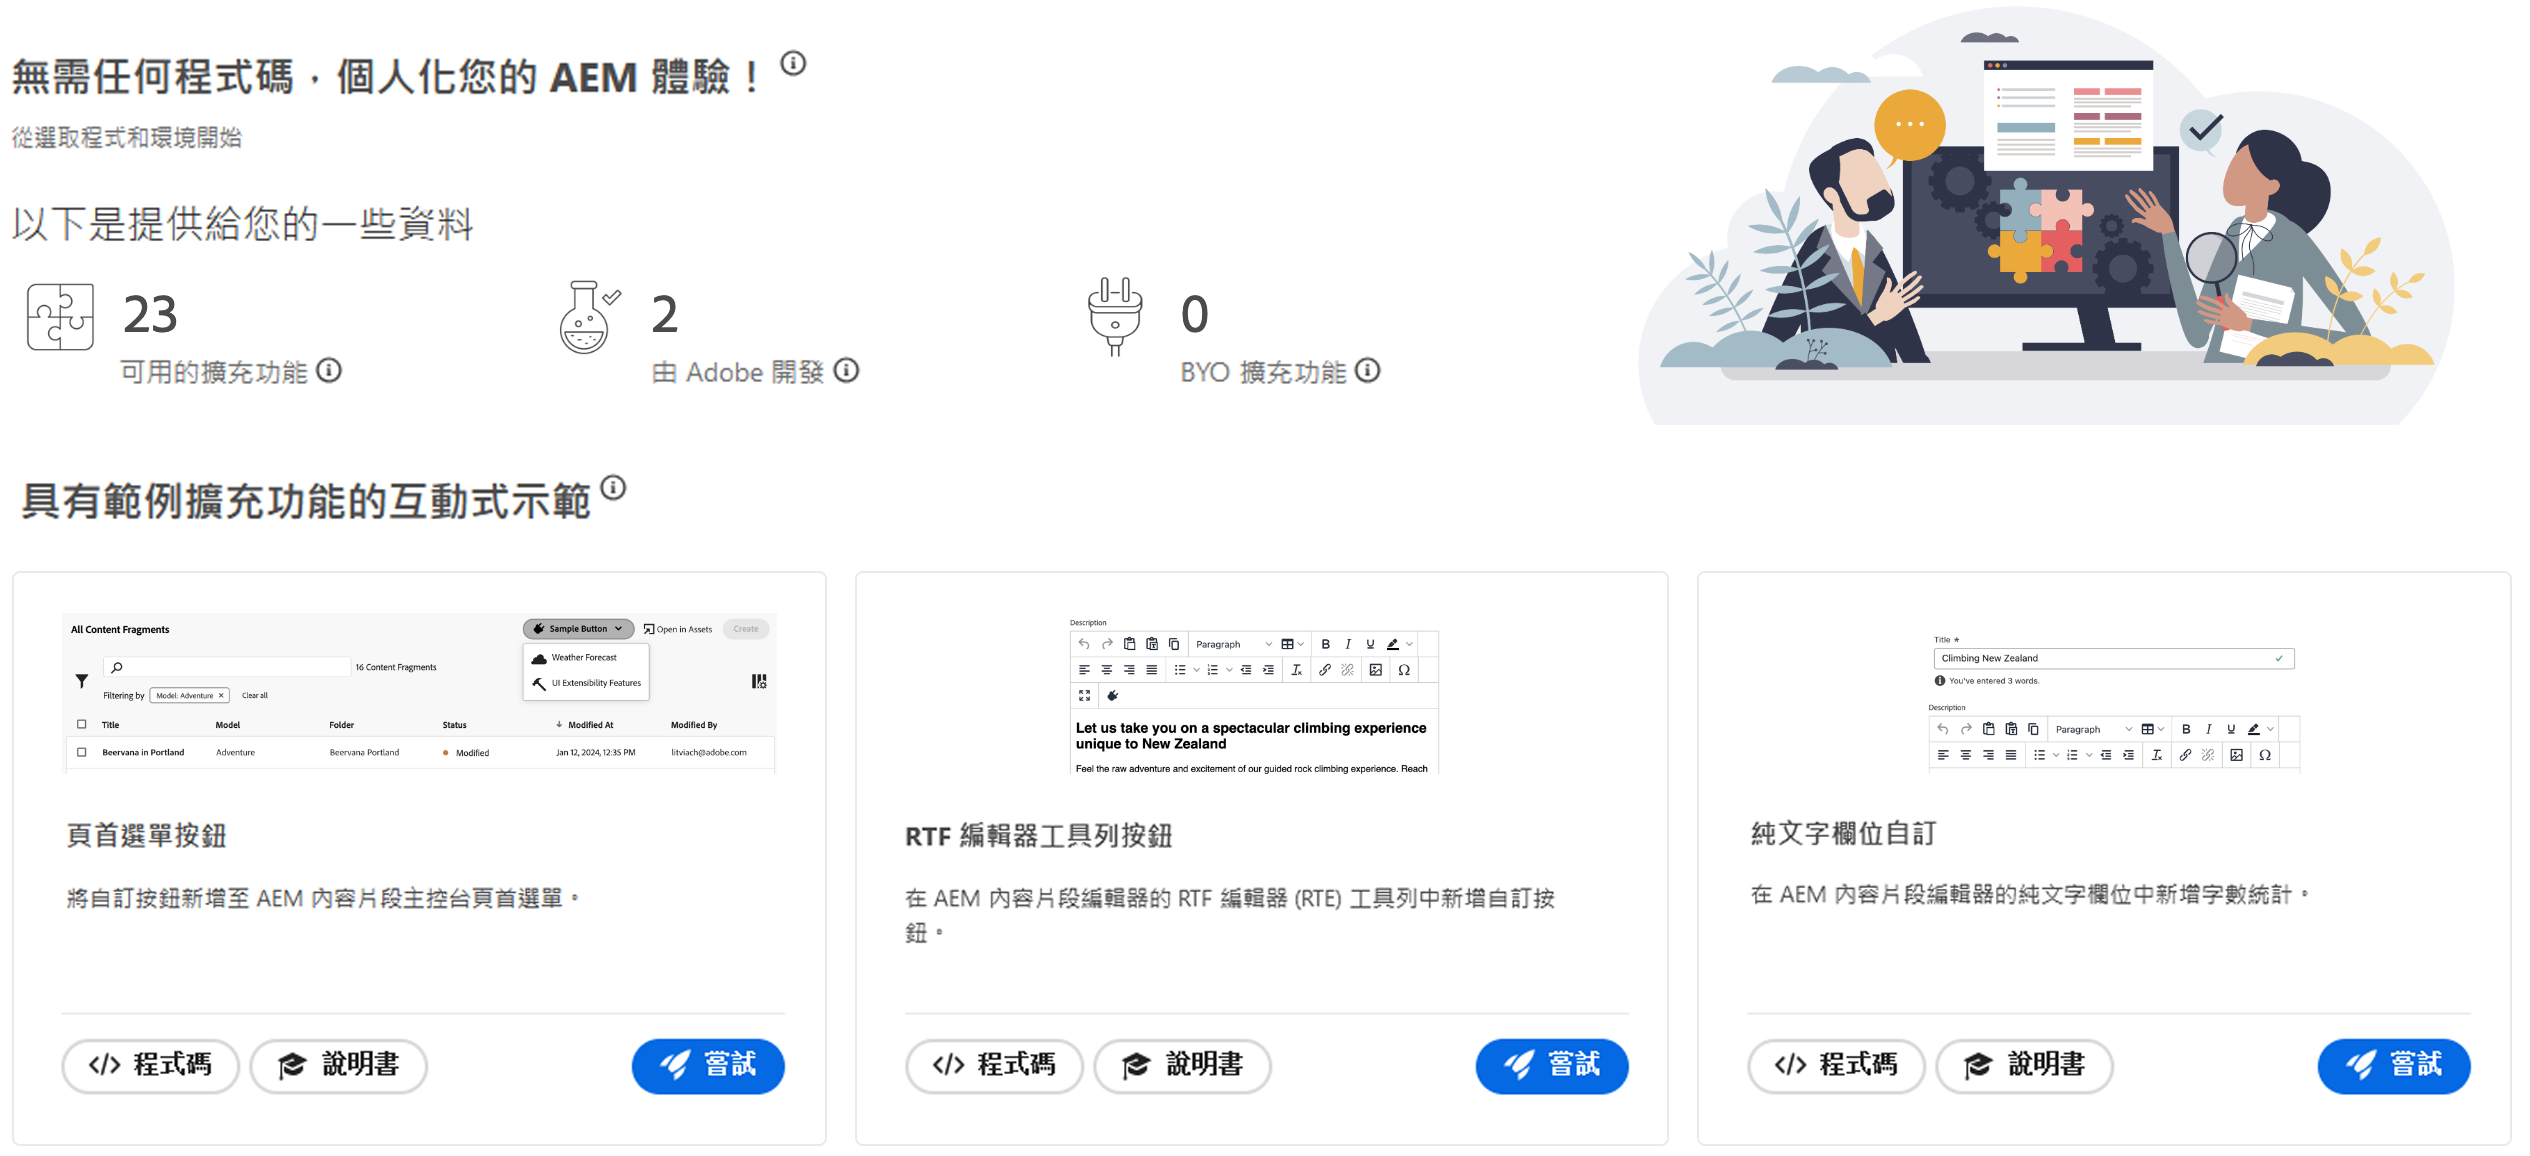 無需任何程式碼，個人化您的 AEM 體驗！
從選取程式和環境開始
以下是提供給您的一些資料
23
可用的擴充功能
2
由 Adobe 開發
0
BYO 擴充功能
具有範例擴充功能的互動式示範
All Content Fragments
Sample Button
Open in Assets
Create
16 Content Fragments
Weather Forecast
UI Extensibility Features
Filtering by Model: Adventure × Clear all
Title Model Folder Status ↓ Modified At Modified By
Beervana in Portland Adventure Beervana Portland Modified Jan 12, 2024, 12:35 PM litviach@adobe.com
頁首選單按鈕
將自訂按鈕新增至 AEM 內容片段主控台頁首選單。
</> 程式碼
說明書
嘗試
Description
Paragraph B I U
Ω
Let us take you on a spectacular climbing experience
unique to New Zealand
Feel the raw adventure and excitement of our guided rock climbing experience. Reach
RTF 編輯器工具列按鈕
在 AEM 內容片段編輯器的 RTF 編輯器 (RTE) 工具列中新增自訂按
鈕。
</> 程式碼
說明書
嘗試
Title *
Climbing New Zealand
You've entered 3 words.
Description
Paragraph B I U
Ω
純文字欄位自訂
在 AEM 內容片段編輯器的純文字欄位中新增字數統計。
</> 程式碼
說明書
嘗試